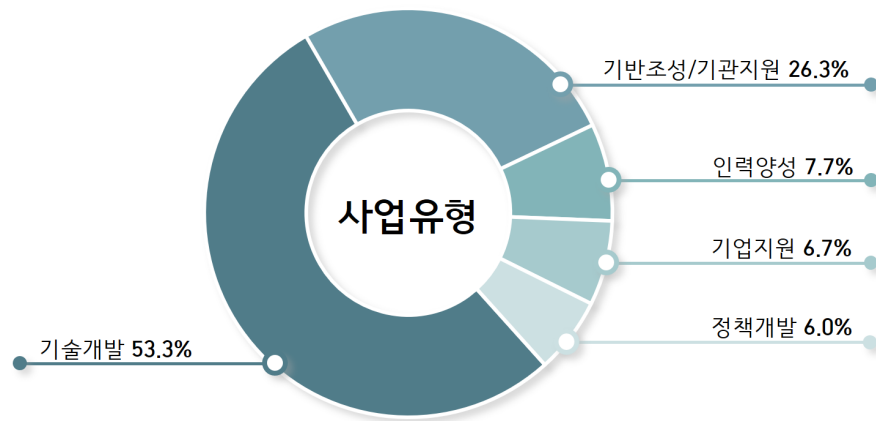 기반조성/기관지원 26.3%
인력양성 7.7%
사업유형
기업지원 6.7%
정책개발 6.0%
기술개발 53.3%